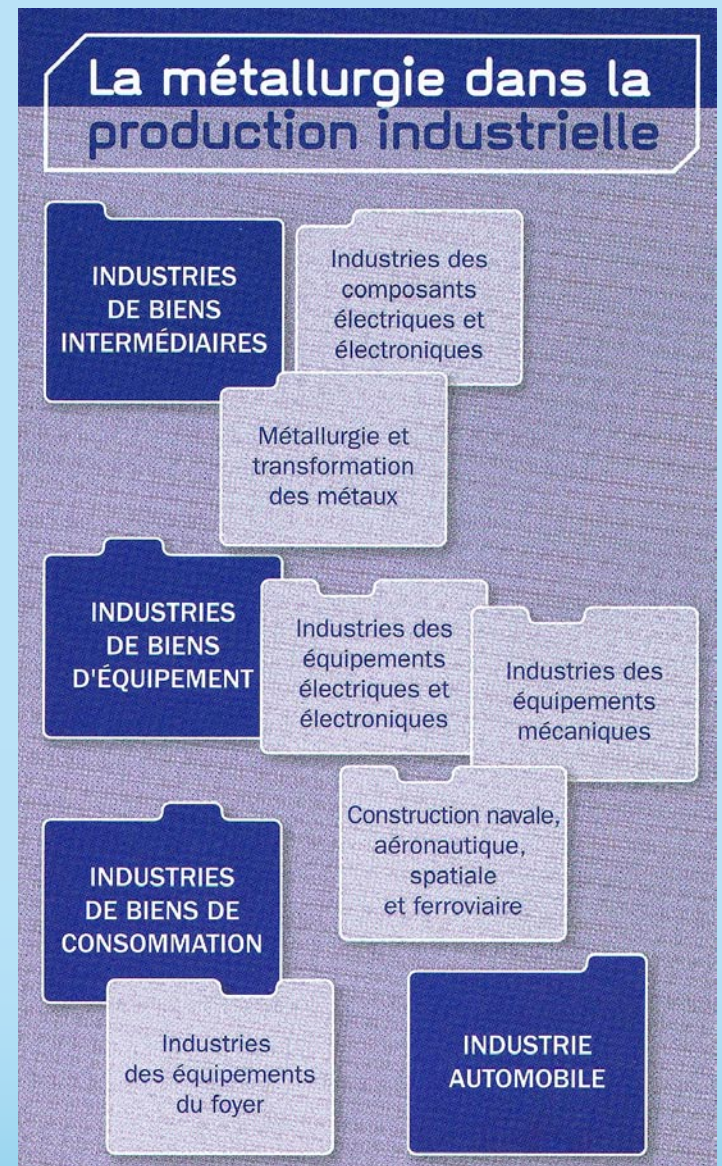 La métallurgie dans la
production industrielle
INDUSTRIES
DE BIENS
INTERMÉDIAIRES
Industries des
composants
électriques et
électroniques
Métallurgie et
transformation
des métaux
INDUSTRIES
DE BIENS
D'ÉQUIPEMENT
Industries des
équipements
électriques et
électroniques
Industries des
équipements
mécaniques
Construction navale,
aéronautique,
spatiale
et ferroviaire
INDUSTRIES
DE BIENS DE
CONSOMMATION
Industries
des équipements
du foyer
INDUSTRIE
AUTOMOBILE